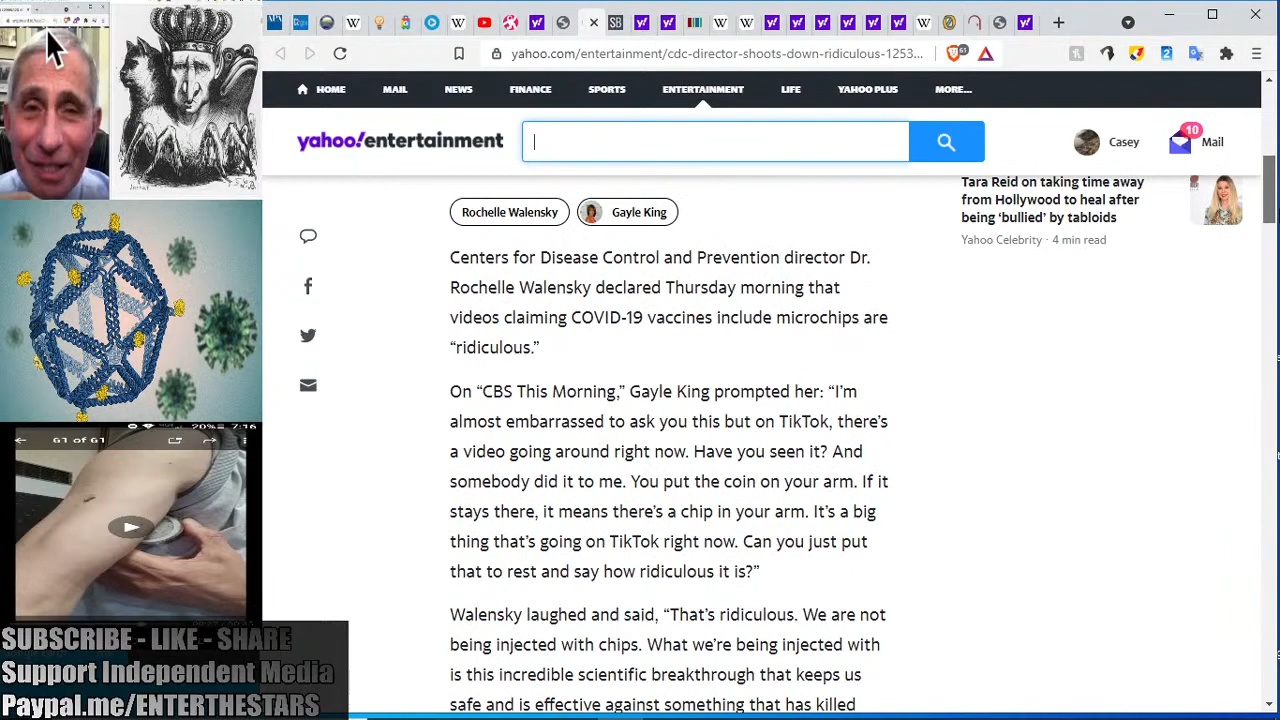 yahoo.com/entertainment/cdc-director-shoots-down-ridiculous-1253...
61
2
HOME MAIL NEWS FINANCE SPORTS ENTERTAINMENT LIFE YAHOO PLUS MORE...
yahoo!entertainment
Casey
10
Mail
Rochelle Walensky
Gayle King
Tara Reid on taking time away
from Hollywood to heal after
being ‘bullied’ by tabloids
Yahoo Celebrity · 4 min read
Centers for Disease Control and Prevention director Dr.
Rochelle Walensky declared Thursday morning that
videos claiming COVID-19 vaccines include microchips are
“ridiculous.”
On “CBS This Morning,” Gayle King prompted her: “I’m
almost embarrassed to ask you this but on TikTok, there’s
a video going around right now. Have you seen it? And
somebody did it to me. You put the coin on your arm. If it
stays there, it means there’s a chip in your arm. It’s a big
thing that’s going on TikTok right now. Can you just put
that to rest and say how ridiculous it is?”
Walensky laughed and said, “That’s ridiculous. We are not
being injected with chips. What we’re being injected with
is this incredible scientific breakthrough that keeps us
safe and is effective against something that has killed
20% 7:16
G1 of G1
SUBSCRIBE - LIKE - SHARE
Support Independent Media
Paypal.me/ENTERTHESTARS